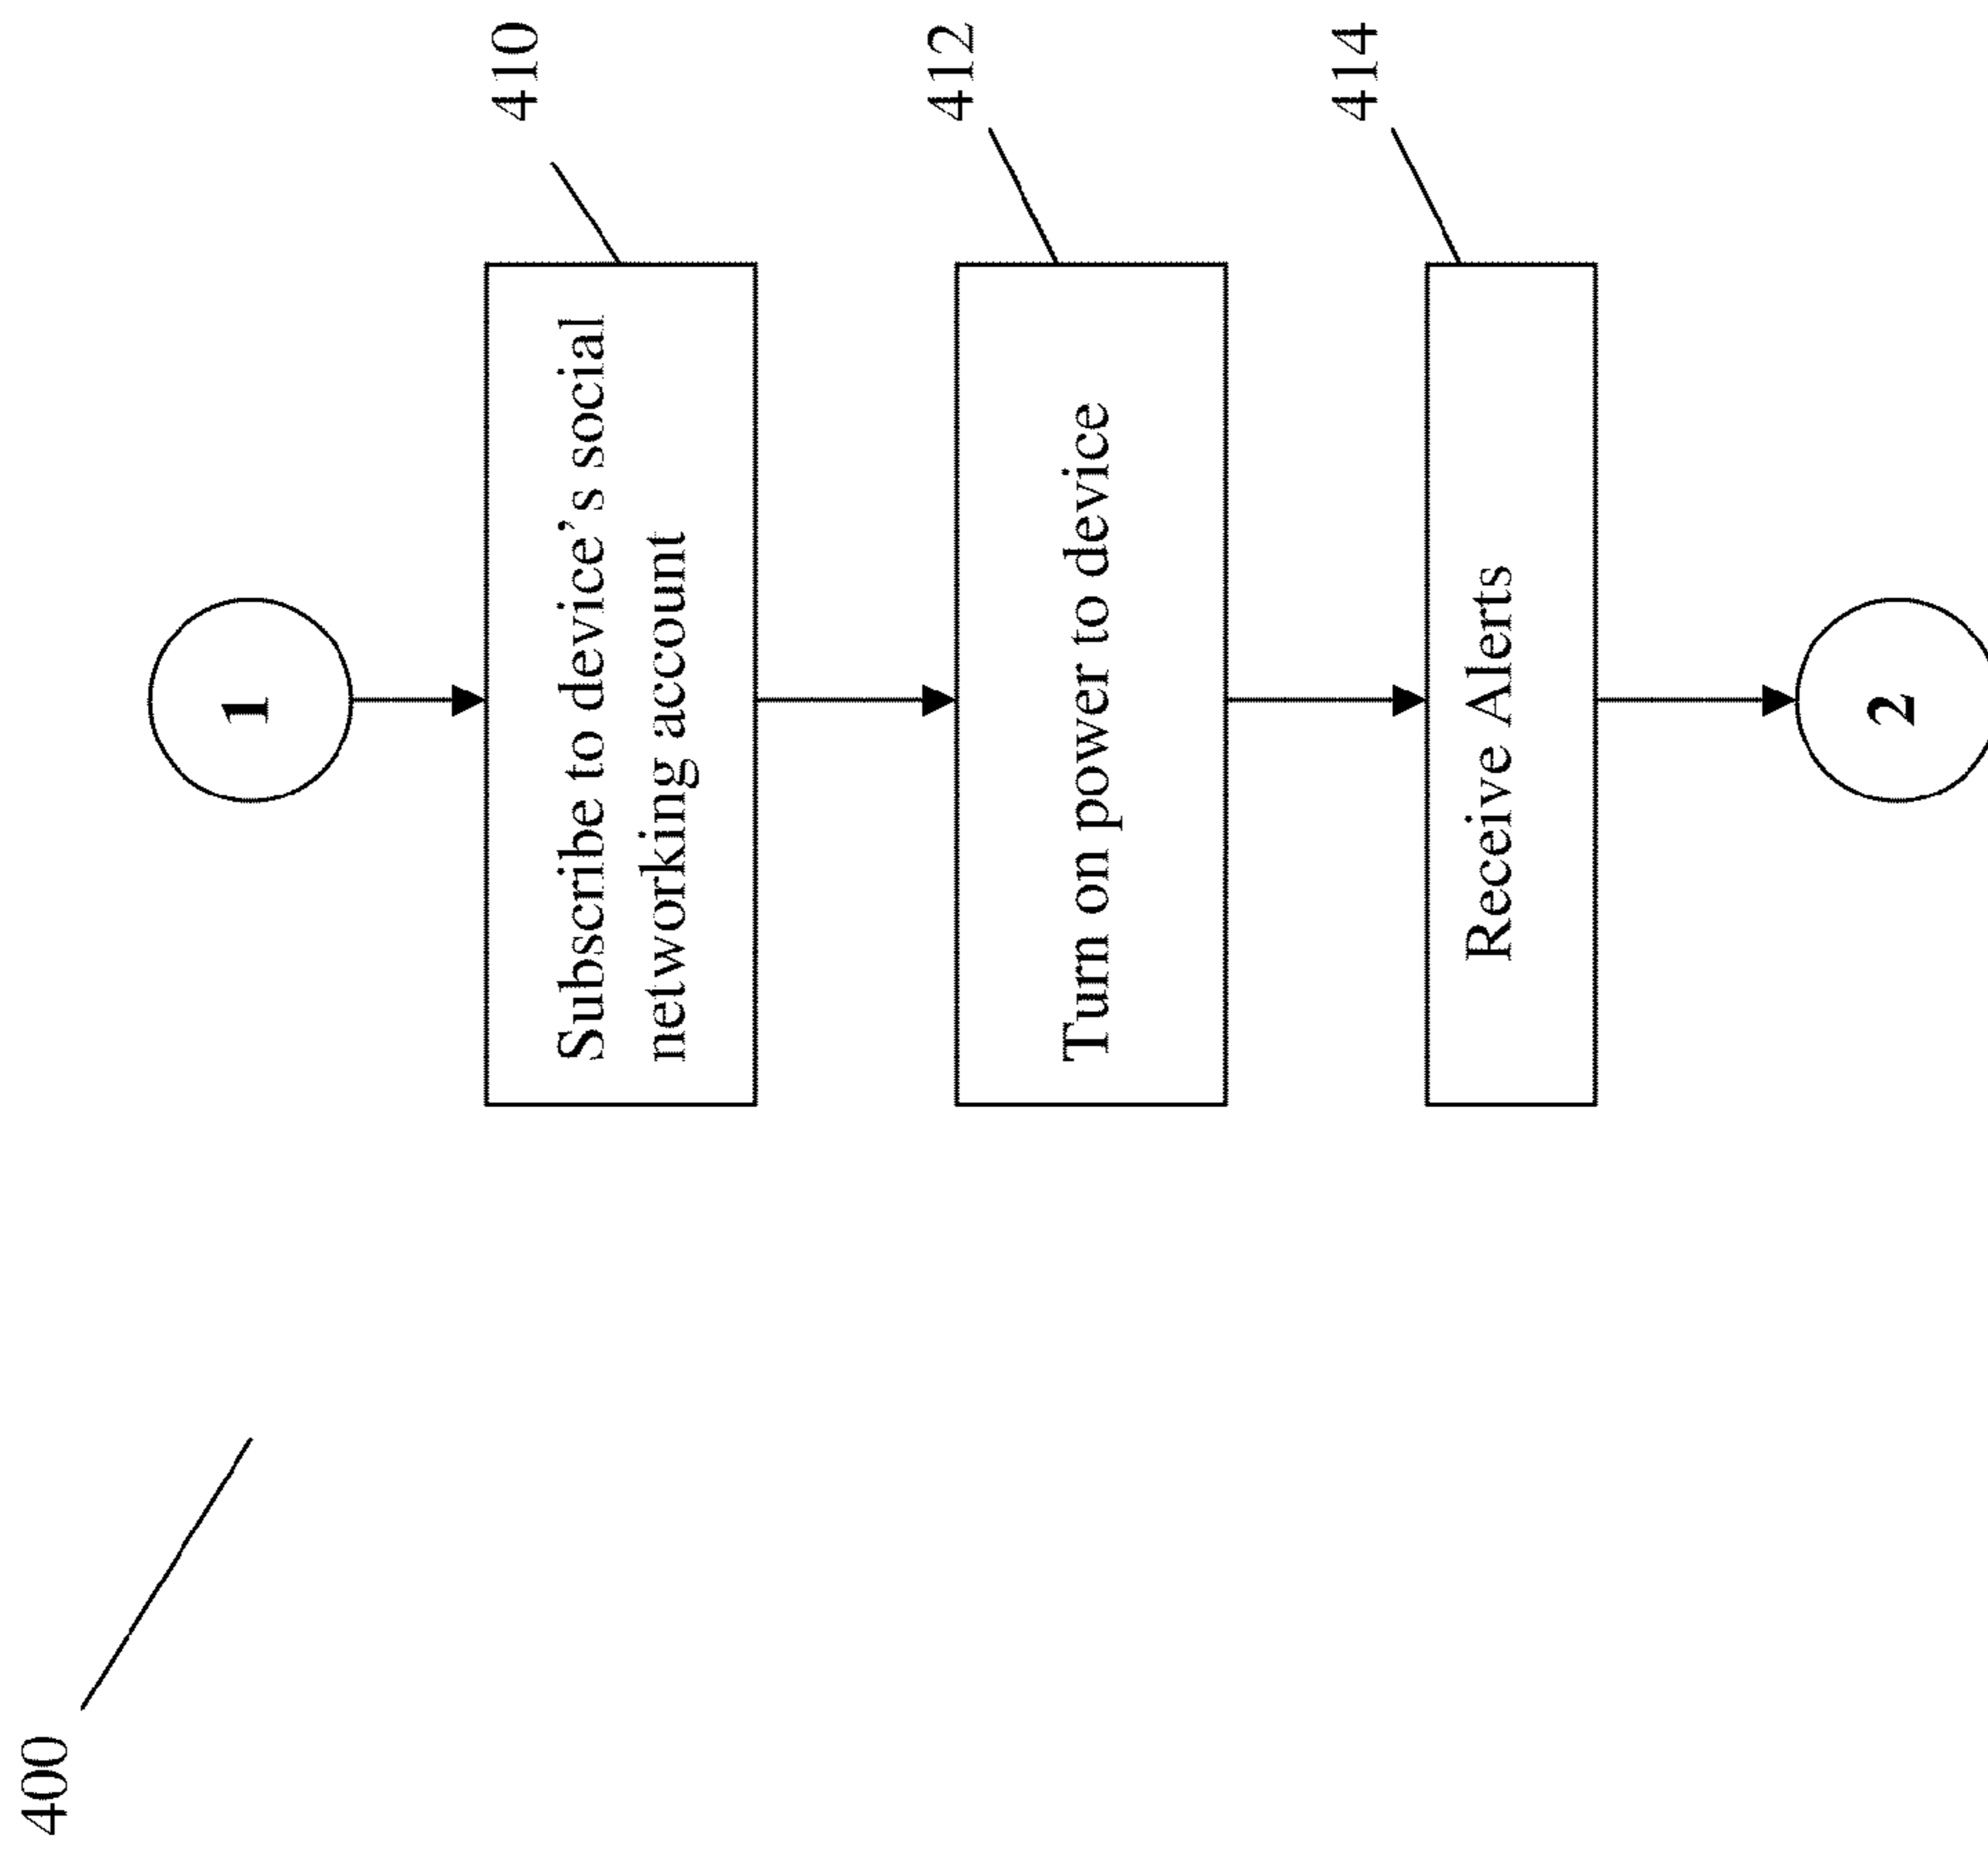 400
1
Subscribe to device's social
networking account
410
Turn on power to device
412
Receive Alerts
414
2